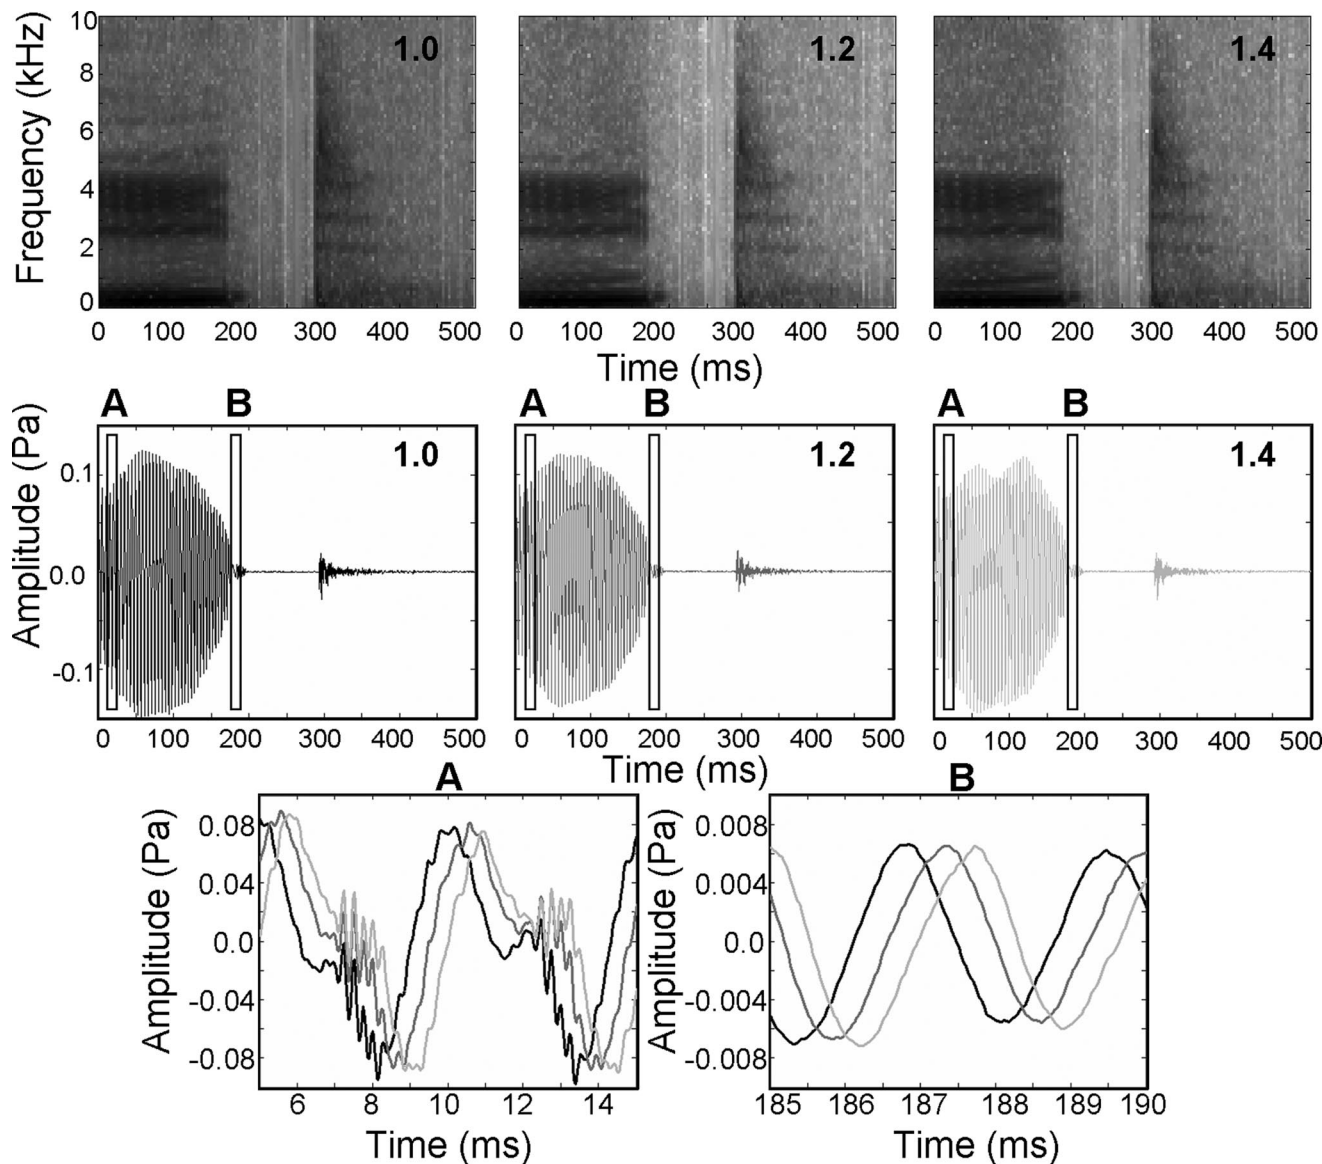 Frequency (kHz)
10
8
6
4
2
0
1.0
1.2
1.4
0 100 200 300 400 500
0 100 200 300 400 500
0 100 200 300 400 500
Time (ms)
A B
A B
A B
Amplitude (Pa)
0.1
0.0
-0.1
1.0
1.2
1.4
0 100 200 300 400 500
0 100 200 300 400 500
0 100 200 300 400 500
Time (ms)
A
Amplitude (Pa)
0.08
0.04
0.0
-0.04
-0.08
6 8 10 12 14
Time (ms)
B
Amplitude (Pa)
0.008
0.004
0.0
-0.004
-0.008
185 186 187 188 189 190
Time (ms)